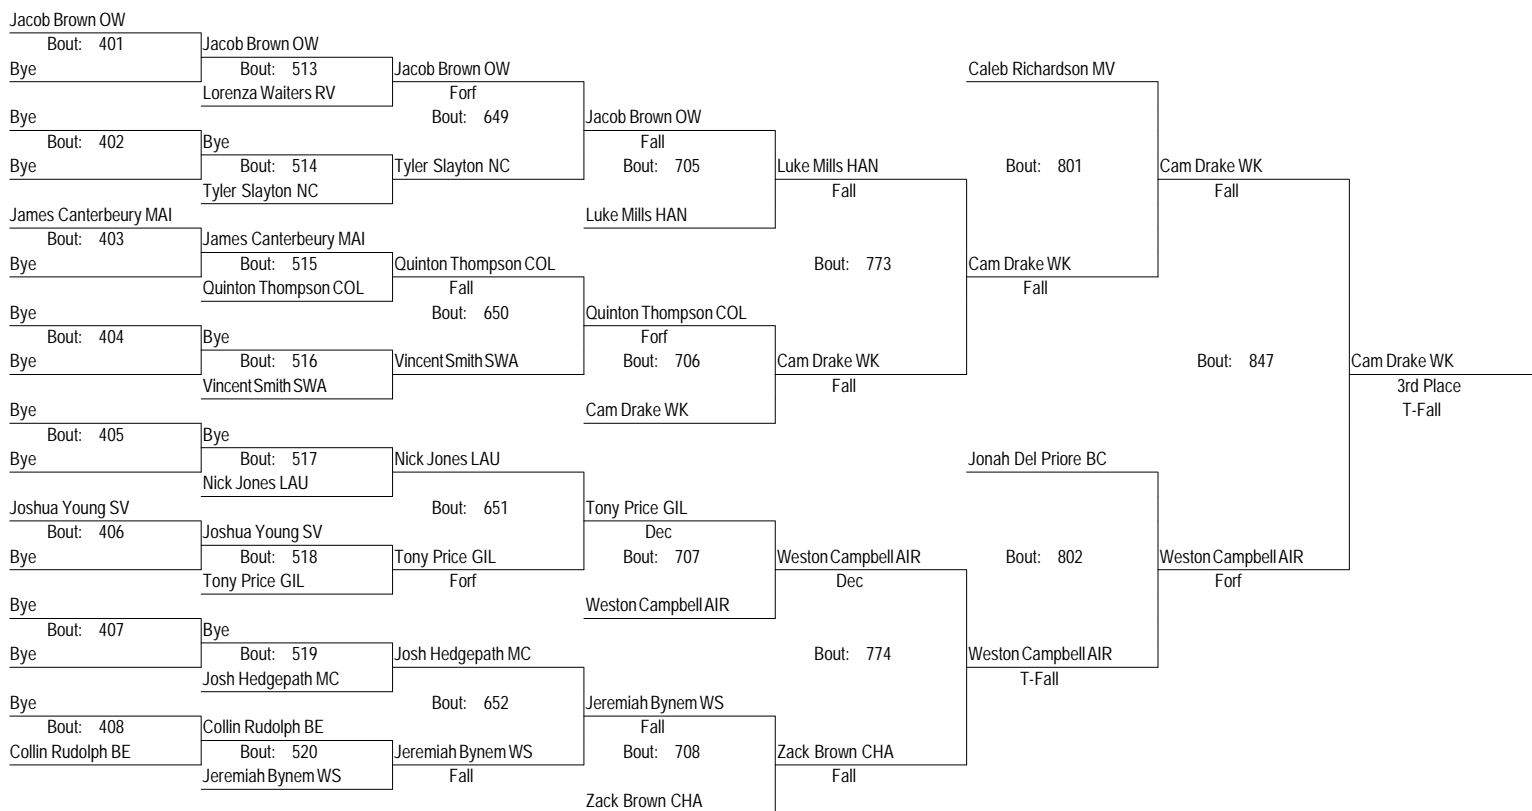 Jacob Brown OW
Bout: 401
Jacob Brown OW
Bye
Bout: 513
Jacob Brown OW
Caleb Richardson MV
Lorenza Waiters RV
Forf
Bye
Bout: 649
Jacob Brown OW
Bout: 402
Bye
Fall
Bye
Bout: 514
Tyler Slayton NC
Bout: 705
Luke Mills HAN
Bout: 801
Cam Drake WK
Tyler Slayton NC
Fall
Fall
James Canterbeury MAI
Luke Mills HAN
Bout: 403
James Canterbeury MAI
Bye
Bout: 515
Quinton Thompson COL
Bout: 773
Cam Drake WK
Quinton Thompson COL
Fall
Fall
Bye
Bout: 650
Quinton Thompson COL
Bout: 404
Bye
Forf
Bye
Bout: 516
Vincent Smith SWA
Bout: 706
Cam Drake WK
Bout: 847
Cam Drake WK
Vincent Smith SWA
Fall
3rd Place
Bye
Cam Drake WK
T-Fall
Bout: 405
Bye
Bye
Bout: 517
Nick Jones LAU
Jonah Del Priore BC
Nick Jones LAU
Joshua Young SV
Bout: 651
Tony Price GIL
Bout: 406
Joshua Young SV
Dec
Bye
Bout: 518
Tony Price GIL
Bout: 707
Weston Campbell AIR
Bout: 802
Weston Campbell AIR
Tony Price GIL
Forf
Dec
Forf
Bye
Weston Campbell AIR
Bout: 407
Bye
Bye
Bout: 519
Josh Hedgepath MC
Bout: 774
Weston Campbell AIR
Josh Hedgepath MC
T-Fall
Bye
Bout: 652
Jeremiah Bynem WS
Bout: 408
Collin Rudolph BE
Fall
Collin Rudolph BE
Bout: 520
Jeremiah Bynem WS
Bout: 708
Zack Brown CHA
Jeremiah Bynem WS
Fall
Fall
Zack Brown CHA